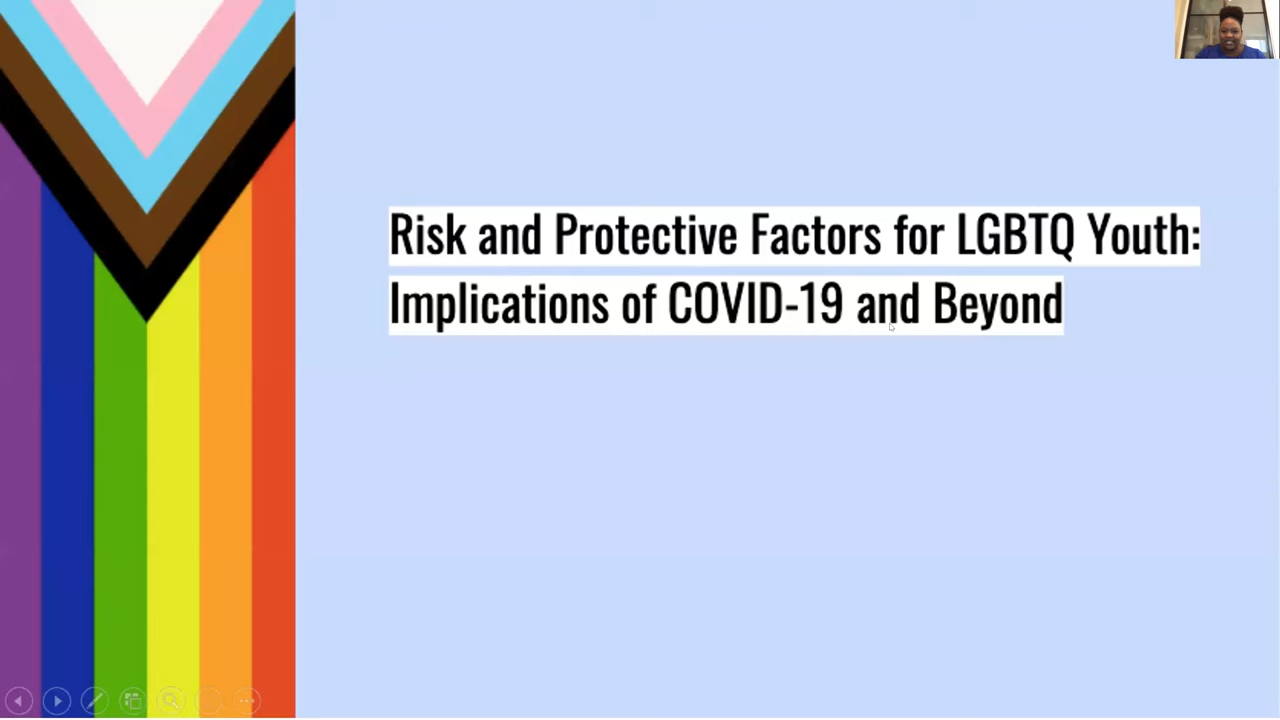 Risk and Protective Factors for LGBTQ Youth:
Implications of COVID-19 and Beyond